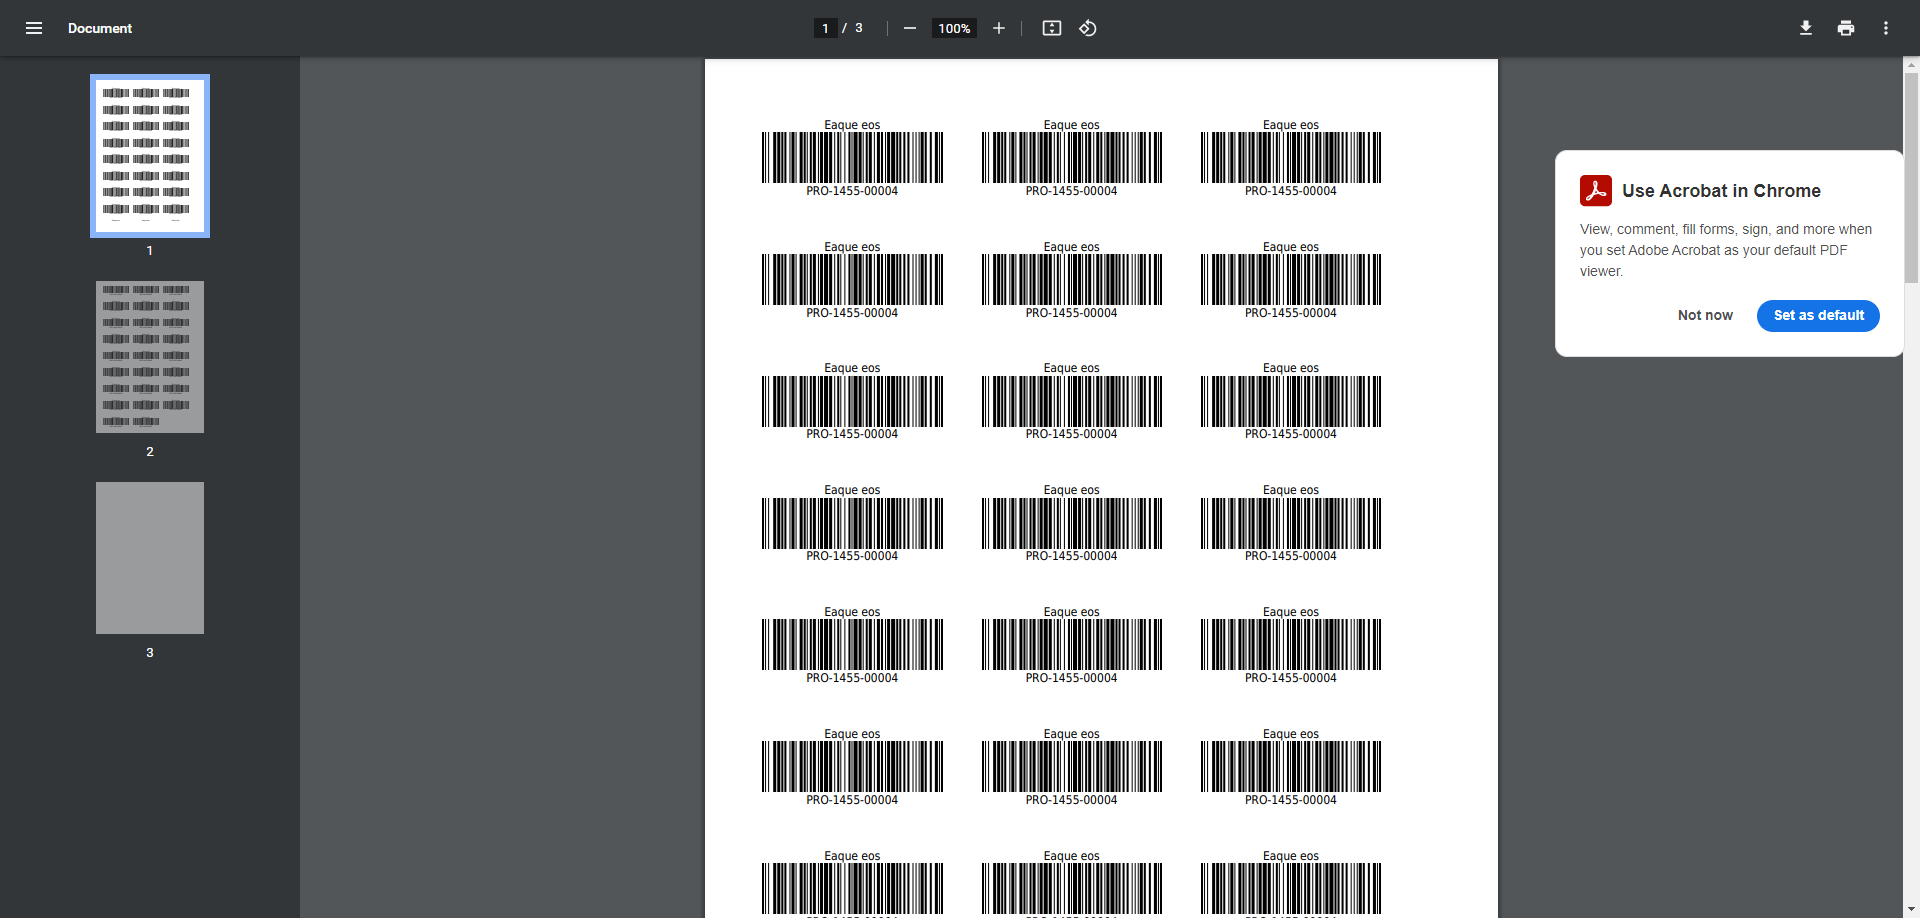 Document
1 / 3
100%
1
2
3
Eaque eos Eaque eos Eaque eos
PRO-1455-00004 PRO-1455-00004 PRO-1455-00004
Eaque eos Eaque eos Eaque eos
PRO-1455-00004 PRO-1455-00004 PRO-1455-00004
Eaque eos Eaque eos Eaque eos
PRO-1455-00004 PRO-1455-00004 PRO-1455-00004
Eaque eos Eaque eos Eaque eos
PRO-1455-00004 PRO-1455-00004 PRO-1455-00004
Eaque eos Eaque eos Eaque eos
PRO-1455-00004 PRO-1455-00004 PRO-1455-00004
Eaque eos Eaque eos Eaque eos
PRO-1455-00004 PRO-1455-00004 PRO-1455-00004
Eaque eos Eaque eos Eaque eos
Use Acrobat in Chrome
View, comment, fill forms, sign, and more when
you set Adobe Acrobat as your default PDF
viewer.
Not now Set as default